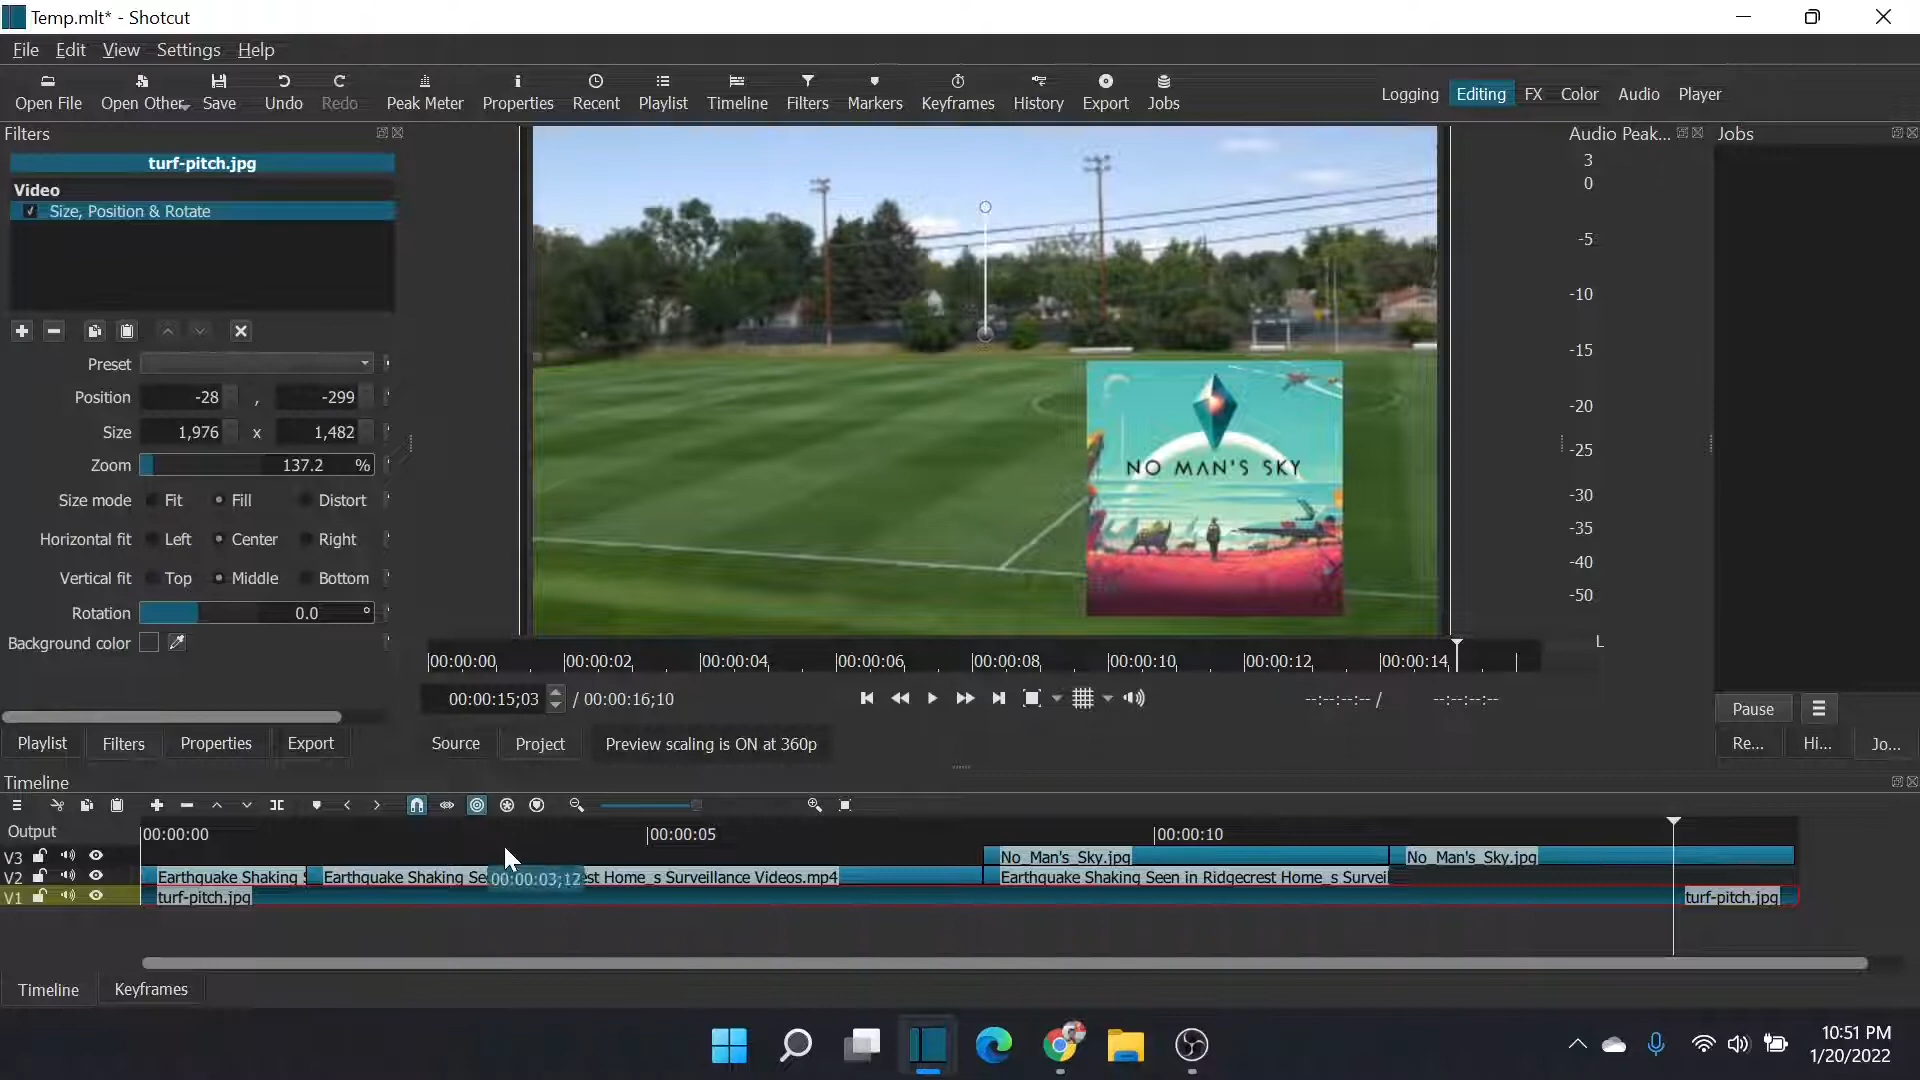 Temp.mlt* - Shotcut
File Edit View Settings Help
Open File Open Other Save Undo Redo Peak Meter Properties Recent Playlist Timeline Filters Markers Keyframes History Export Jobs Logging Editing FX Color Audio Player
Filters
Audio Peak...
Jobs
turf-pitch.jpg
Video
Size, Position & Rotate
Preset
Position -28 , -299
Size 1,976 x 1,482
Zoom 137.2 %
Size mode Fit Fill Distort
Horizontal fit Left Center Right
Vertical fit Top Middle Bottom
Rotation 0.0 °
Background color
NO MAN'S SKY
3
0
-5
-10
-15
-20
-25
-30
-35
-40
-50
L
00:00:00 00:00:02 00:00:04 00:00:06 00:00:08 00:00:10 00:00:12 00:00:14
00:00:15;03 / 00:00:16;10
--:--:--:-- / --:--:--:--
Pause
Playlist Filters Properties Export
Source Project Preview scaling is ON at 360p
Re... Hi... Jo...
Timeline
Output
00:00:00 00:00:05 00:00:10
V3 No_Man's_Sky.jpg No_Man's_Sky.jpg
V2 Earthquake Shaking S Earthquake Shaking Se st Home_s Surveillance Videos.mp4 Earthquake Shaking Seen in Ridgecrest Home_s Survei
00:00:03;12
V1 turf-pitch.jpg turf-pitch.jpg
Timeline Keyframes
10:51 PM
1/20/2022